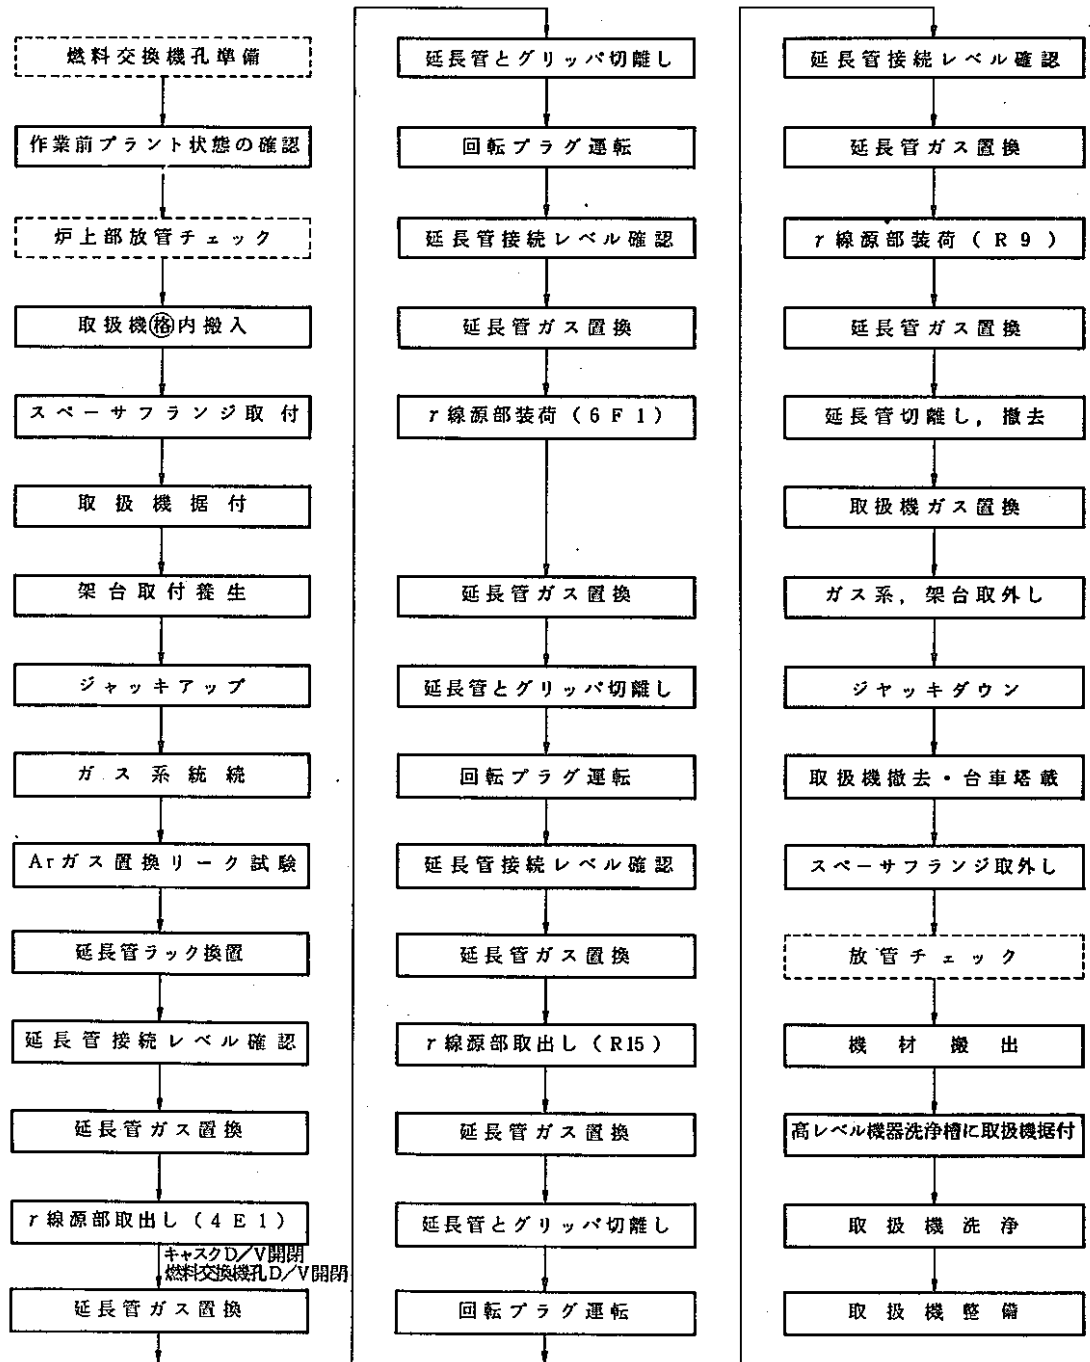 燃料交換機孔準備
作業前プラント状態の確認
炉上部放管チェック
取扱機㊝内搬入
スペーサフランジ取付
取扱機据付
架台取付養生
ジャッキアップ
ガス系統続
Arガス置換リーク試験
延長管ラック換置
延長管接続レベル確認
延長管ガス置換
γ線源部取出し(4E1)
キャスクD/V開閉
燃料交換機孔D/V開閉
延長管ガス置換
延長管とグリッパ切離し
回転プラグ運転
延長管接続レベル確認
延長管ガス置換
γ線源部装荷(6F1)
延長管ガス置換
延長管とグリッパ切離し
回転プラグ運転
延長管接続レベル確認
延長管ガス置換
γ線源部取出し(R15)
延長管ガス置換
延長管とグリッパ切離し
回転プラグ運転
延長管接続レベル確認
延長管ガス置換
γ線源部装荷(R9)
延長管ガス置換
延長管切離し,撤去
取扱機ガス置換
ガス系,架台取外し
ジヤッキダウン
取扱機撤去・台車塔載
スペーサフランジ取外し
放管チェック
機材搬出
高レベル機器洗浄槽に取扱機据付
取扱機洗浄
取扱機整備